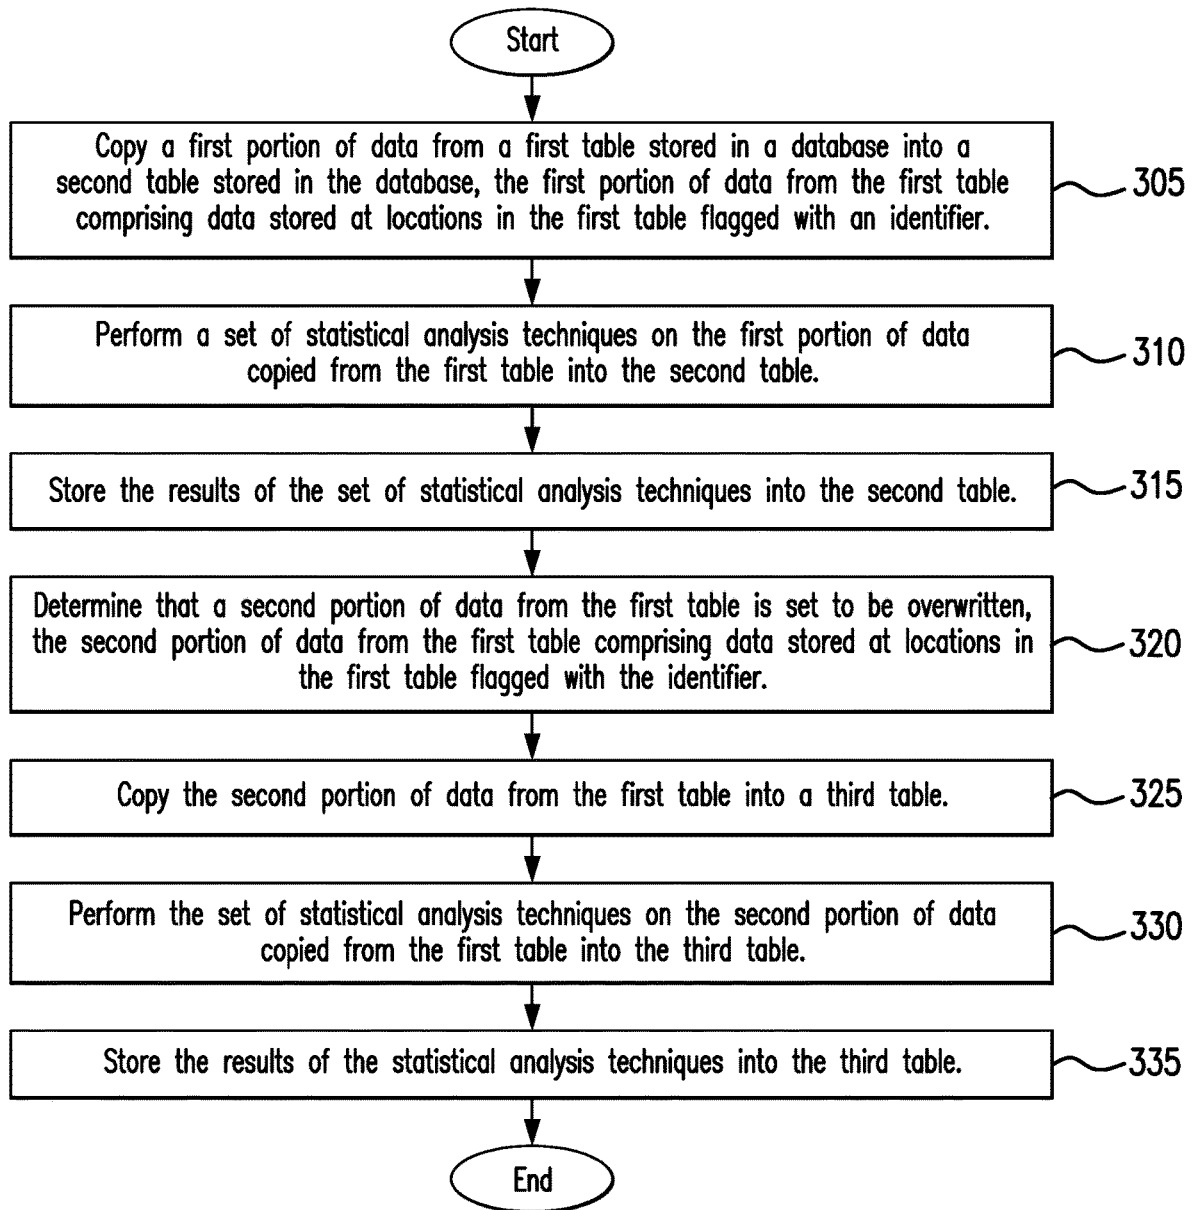 Start
Copy a first portion of data from a first table stored in a database into a
second table stored in the database, the first portion of data from the first table
comprising data stored at locations in the first table flagged with an identifier.
305
Perform a set of statistical analysis techniques on the first portion of data
copied from the first table into the second table.
310
Store the results of the set of statistical analysis techniques into the second table.
315
Determine that a second portion of data from the first table is set to be overwritten,
the second portion of data from the first table comprising data stored at locations in
the first table flagged with the identifier.
320
Copy the second portion of data from the first table into a third table.
325
Perform the set of statistical analysis techniques on the second portion of data
copied from the first table into the third table.
330
Store the results of the statistical analysis techniques into the third table.
335
End